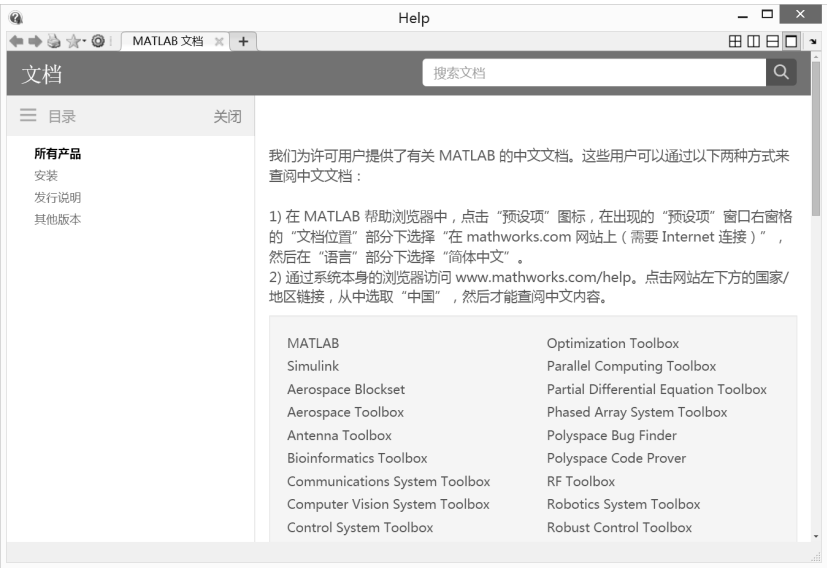 Help
MATLAB 文档
文档
搜索文档
目录 关闭
所有产品
安装
发行说明
其他版本
我们为许可用户提供了有关 MATLAB 的中文文档。这些用户可以通过以下两种方式来
查阅中文文档：
1) 在 MATLAB 帮助浏览器中，点击“预设项”图标，在出现的“预设项”窗口右窗格
的“文档位置”部分下选择“在 mathworks.com 网站上（需要 Internet 连接）”，
然后在“语言”部分下选择“简体中文”。
2) 通过系统本身的浏览器访问 www.mathworks.com/help。点击网站左下方的国家/
地区链接，从中选取“中国”，然后才能查阅中文内容。
MATLAB
Simulink
Aerospace Blockset
Aerospace Toolbox
Antenna Toolbox
Bioinformatics Toolbox
Communications System Toolbox
Computer Vision System Toolbox
Control System Toolbox
Optimization Toolbox
Parallel Computing Toolbox
Partial Differential Equation Toolbox
Phased Array System Toolbox
Polyspace Bug Finder
Polyspace Code Prover
RF Toolbox
Robotics System Toolbox
Robust Control Toolbox